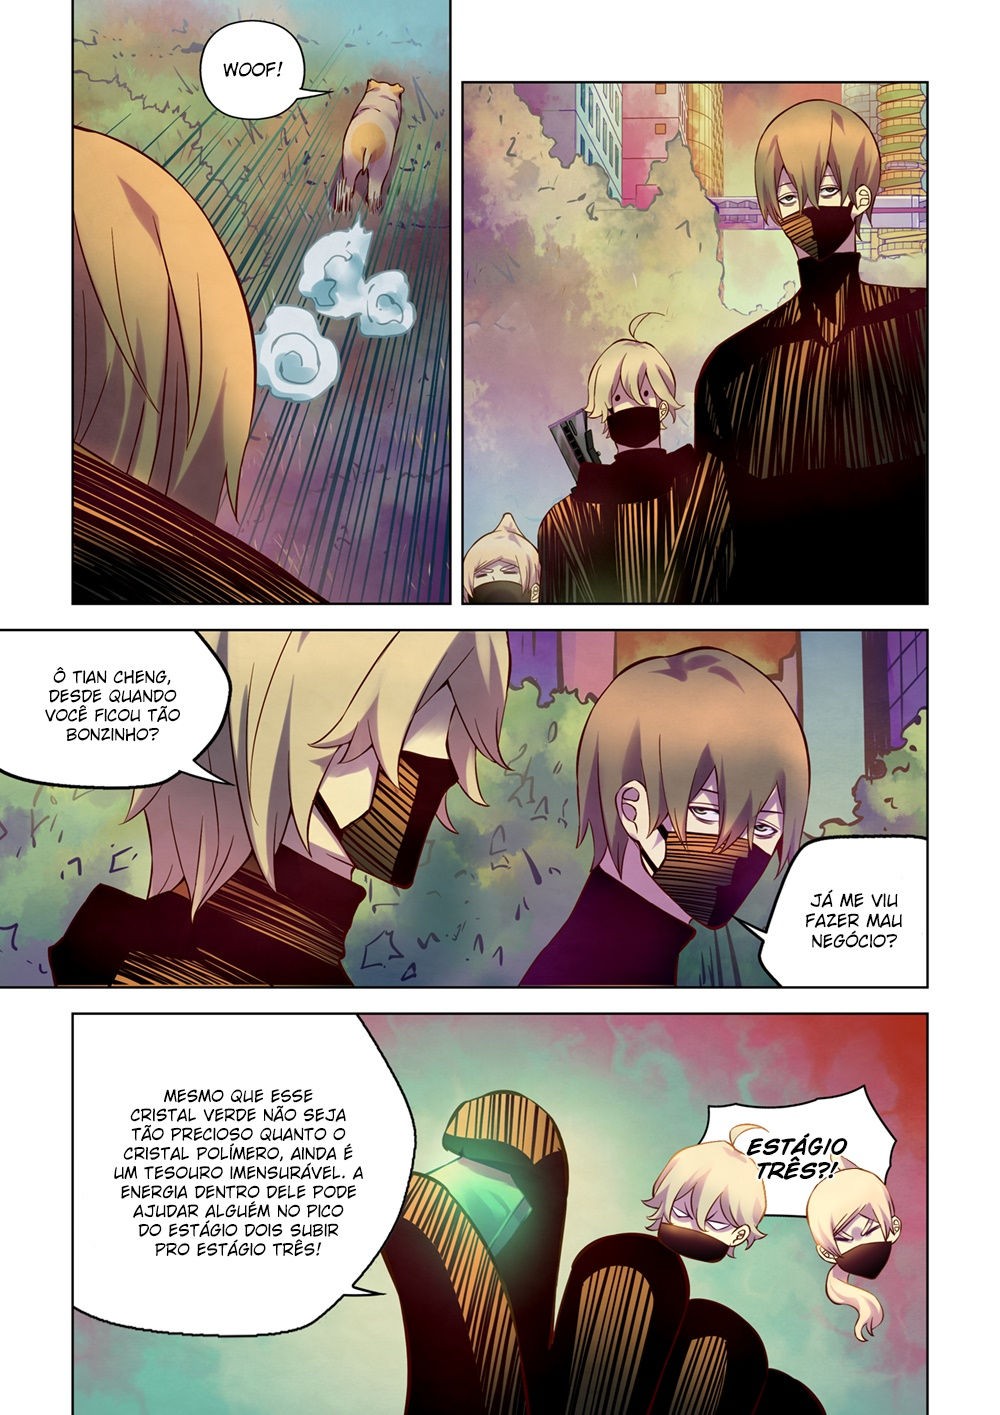 WOOF!
Ô TIAN CHENG,
DESDE QUANDO
VOCÊ FICOU TÃO
BONZINHO?
JÁ ME VIU
FAZER MAU
NEGÓCIO?
MESMO QUE ESSE
CRISTAL VERDE NÃO SEJA
TÃO PRECIOSO QUANTO O
CRISTAL POLÍMERO, AINDA É
UM TESOURO IMENSURÁVEL. A
ENERGIA DENTRO DELE PODE
AJUDAR ALGUÉM NO PICO
DO ESTÁGIO DOIS SUBIR
PRO ESTÁGIO TRÊS!
ESTÁGIO
TRÊS?!